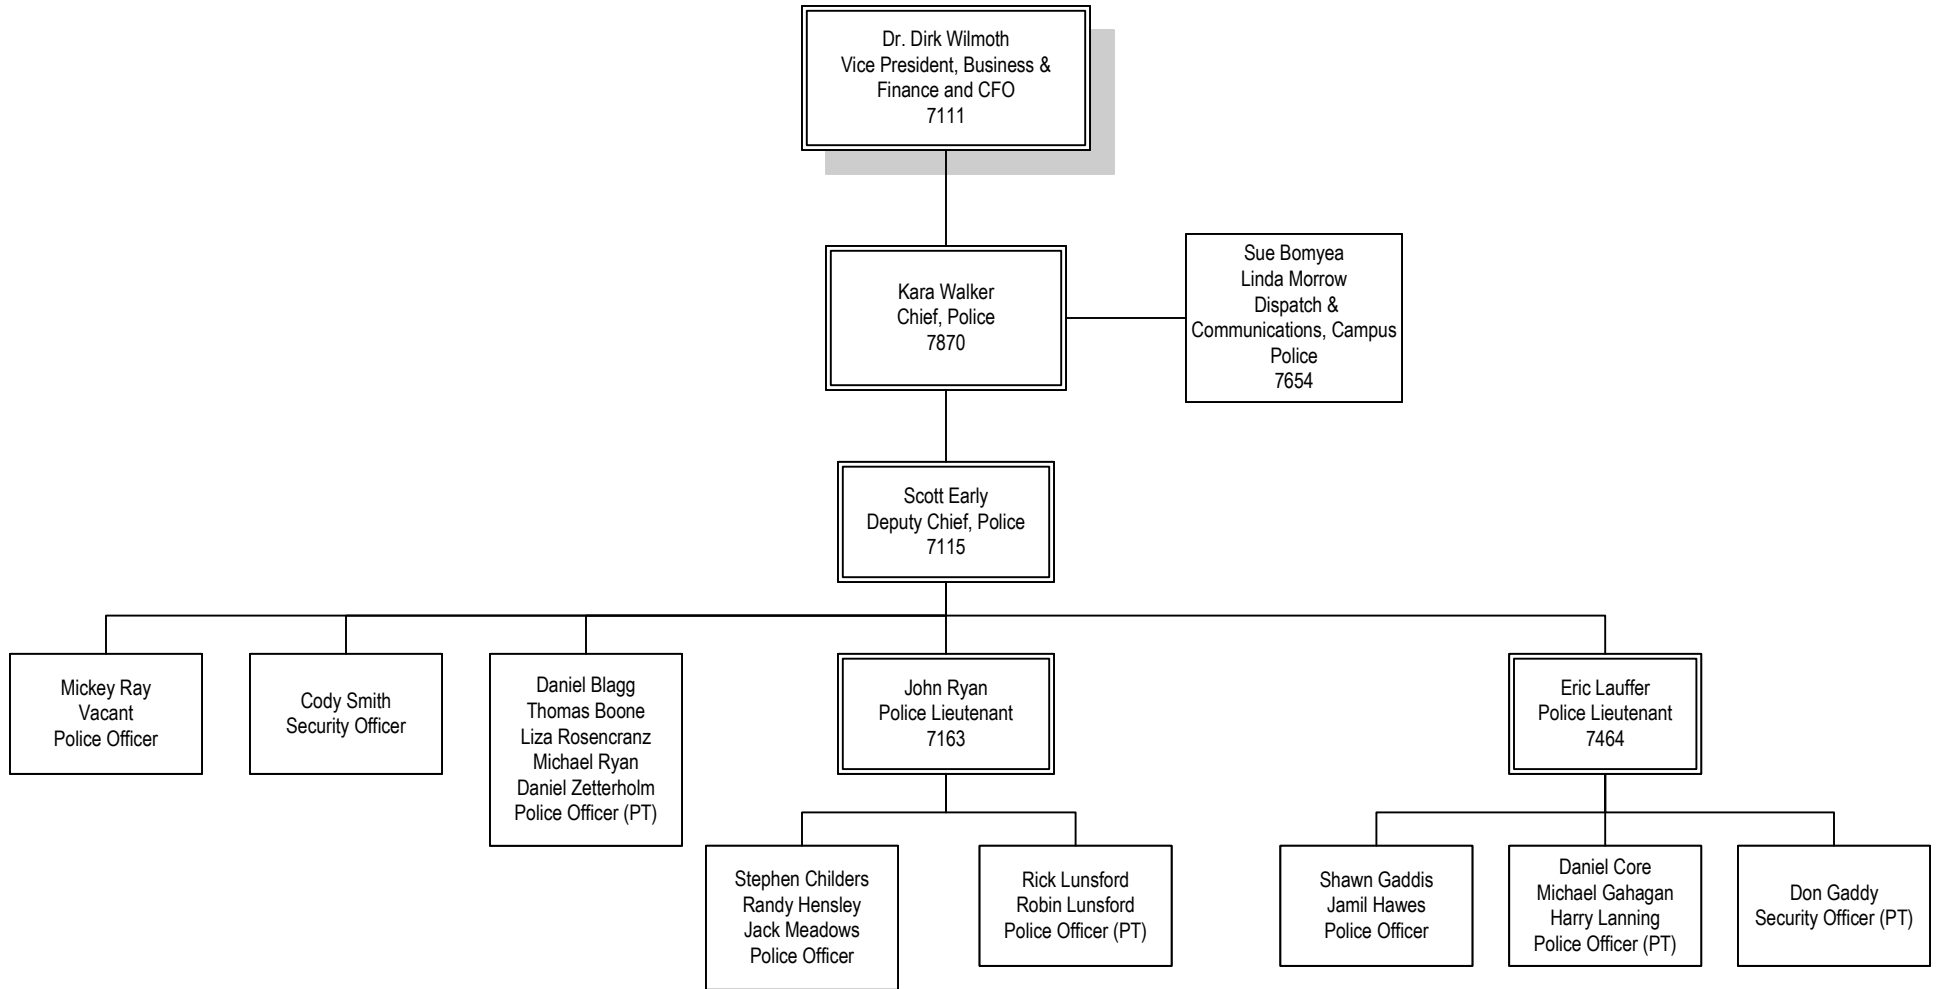 Dr. Dirk Wilmoth
Vice President, Business &
Finance and CFO
7111
Kara Walker
Chief, Police
7870
Sue Bomyea
Linda Morrow
Dispatch &
Communications, Campus
Police
7654
Scott Early
Deputy Chief, Police
7115
Mickey Ray
Vacant
Police Officer
Cody Smith
Security Officer
Daniel Blagg
Thomas Boone
Liza Rosencranz
Michael Ryan
Daniel Zetterholm
Police Officer (PT)
John Ryan
Police Lieutenant
7163
Eric Lauffer
Police Lieutenant
7464
Stephen Childers
Randy Hensley
Jack Meadows
Police Officer
Rick Lunsford
Robin Lunsford
Police Officer (PT)
Shawn Gaddis
Jamil Hawes
Police Officer
Daniel Core
Michael Gahagan
Harry Lanning
Police Officer (PT)
Don Gaddy
Security Officer (PT)